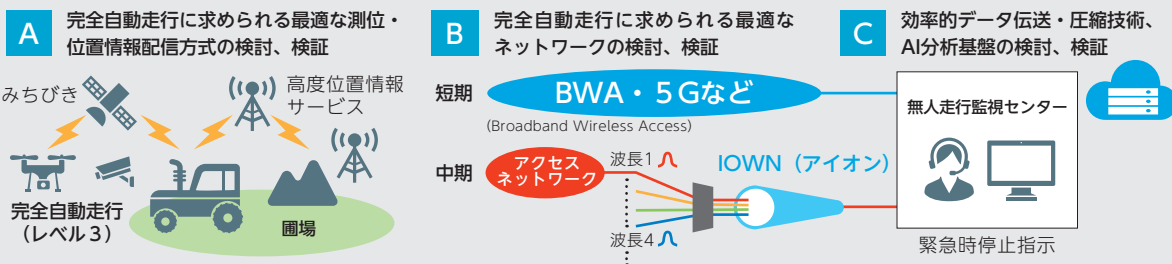 A
完全自動走行に求められる最適な測位・
位置情報配信方式の検討、検証
みちびき
高度位置情報
サービス
完全自動走行
（レベル3）
圃場
B
完全自動走行に求められる最適な
ネットワークの検討、検証
短期
BWA・5Gなど
(Broadband Wireless Access)
中期
アクセス
ネットワーク
波長1
IOWN（アイオン）
波長4
C
効率的データ伝送・圧縮技術、
AI分析基盤の検討、検証
無人走行監視センター
緊急時停止指示